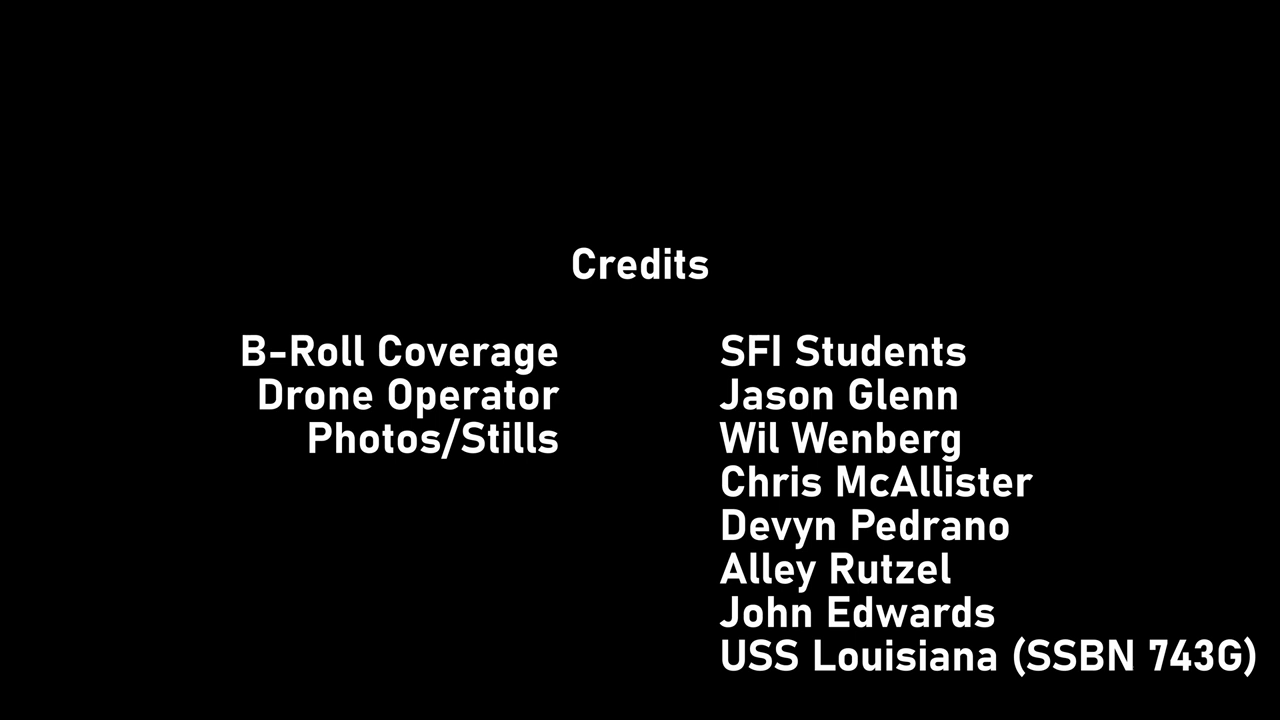 Credits
B-Roll Coverage SFI Students
Drone Operator Jason Glenn
Photos/Stills Wil Wenberg
Chris McAllister
Devyn Pedrano
Alley Rutzel
John Edwards
USS Louisiana (SSBN 743G)